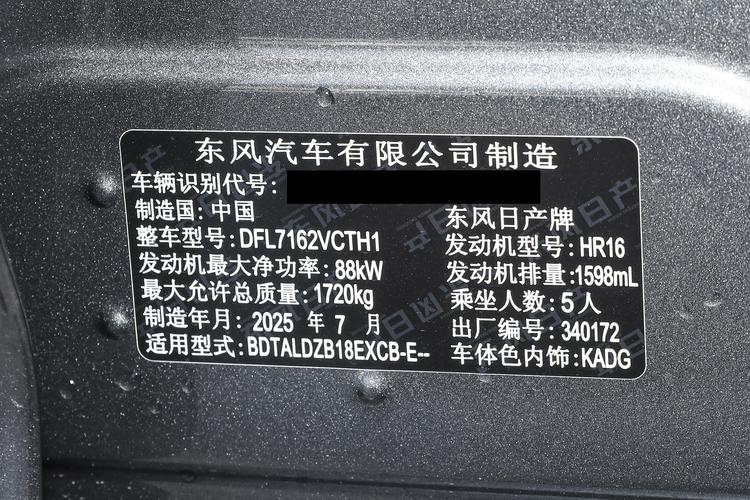 东风汽车有限公司制造
车辆识别代号:
制造国:中国 东风日产牌
整车型号:DFL7162VCTH1 发动机型号:HR16
发动机最大净功率:88kW 发动机排量:1598mL
最大允许总质量:1720kg 乘坐人数:5人
制造年月:2025 年 7 月 出厂编号:340172
适用型式:BDTALDZB18EXCB-E-- 车体色内饰:KADG